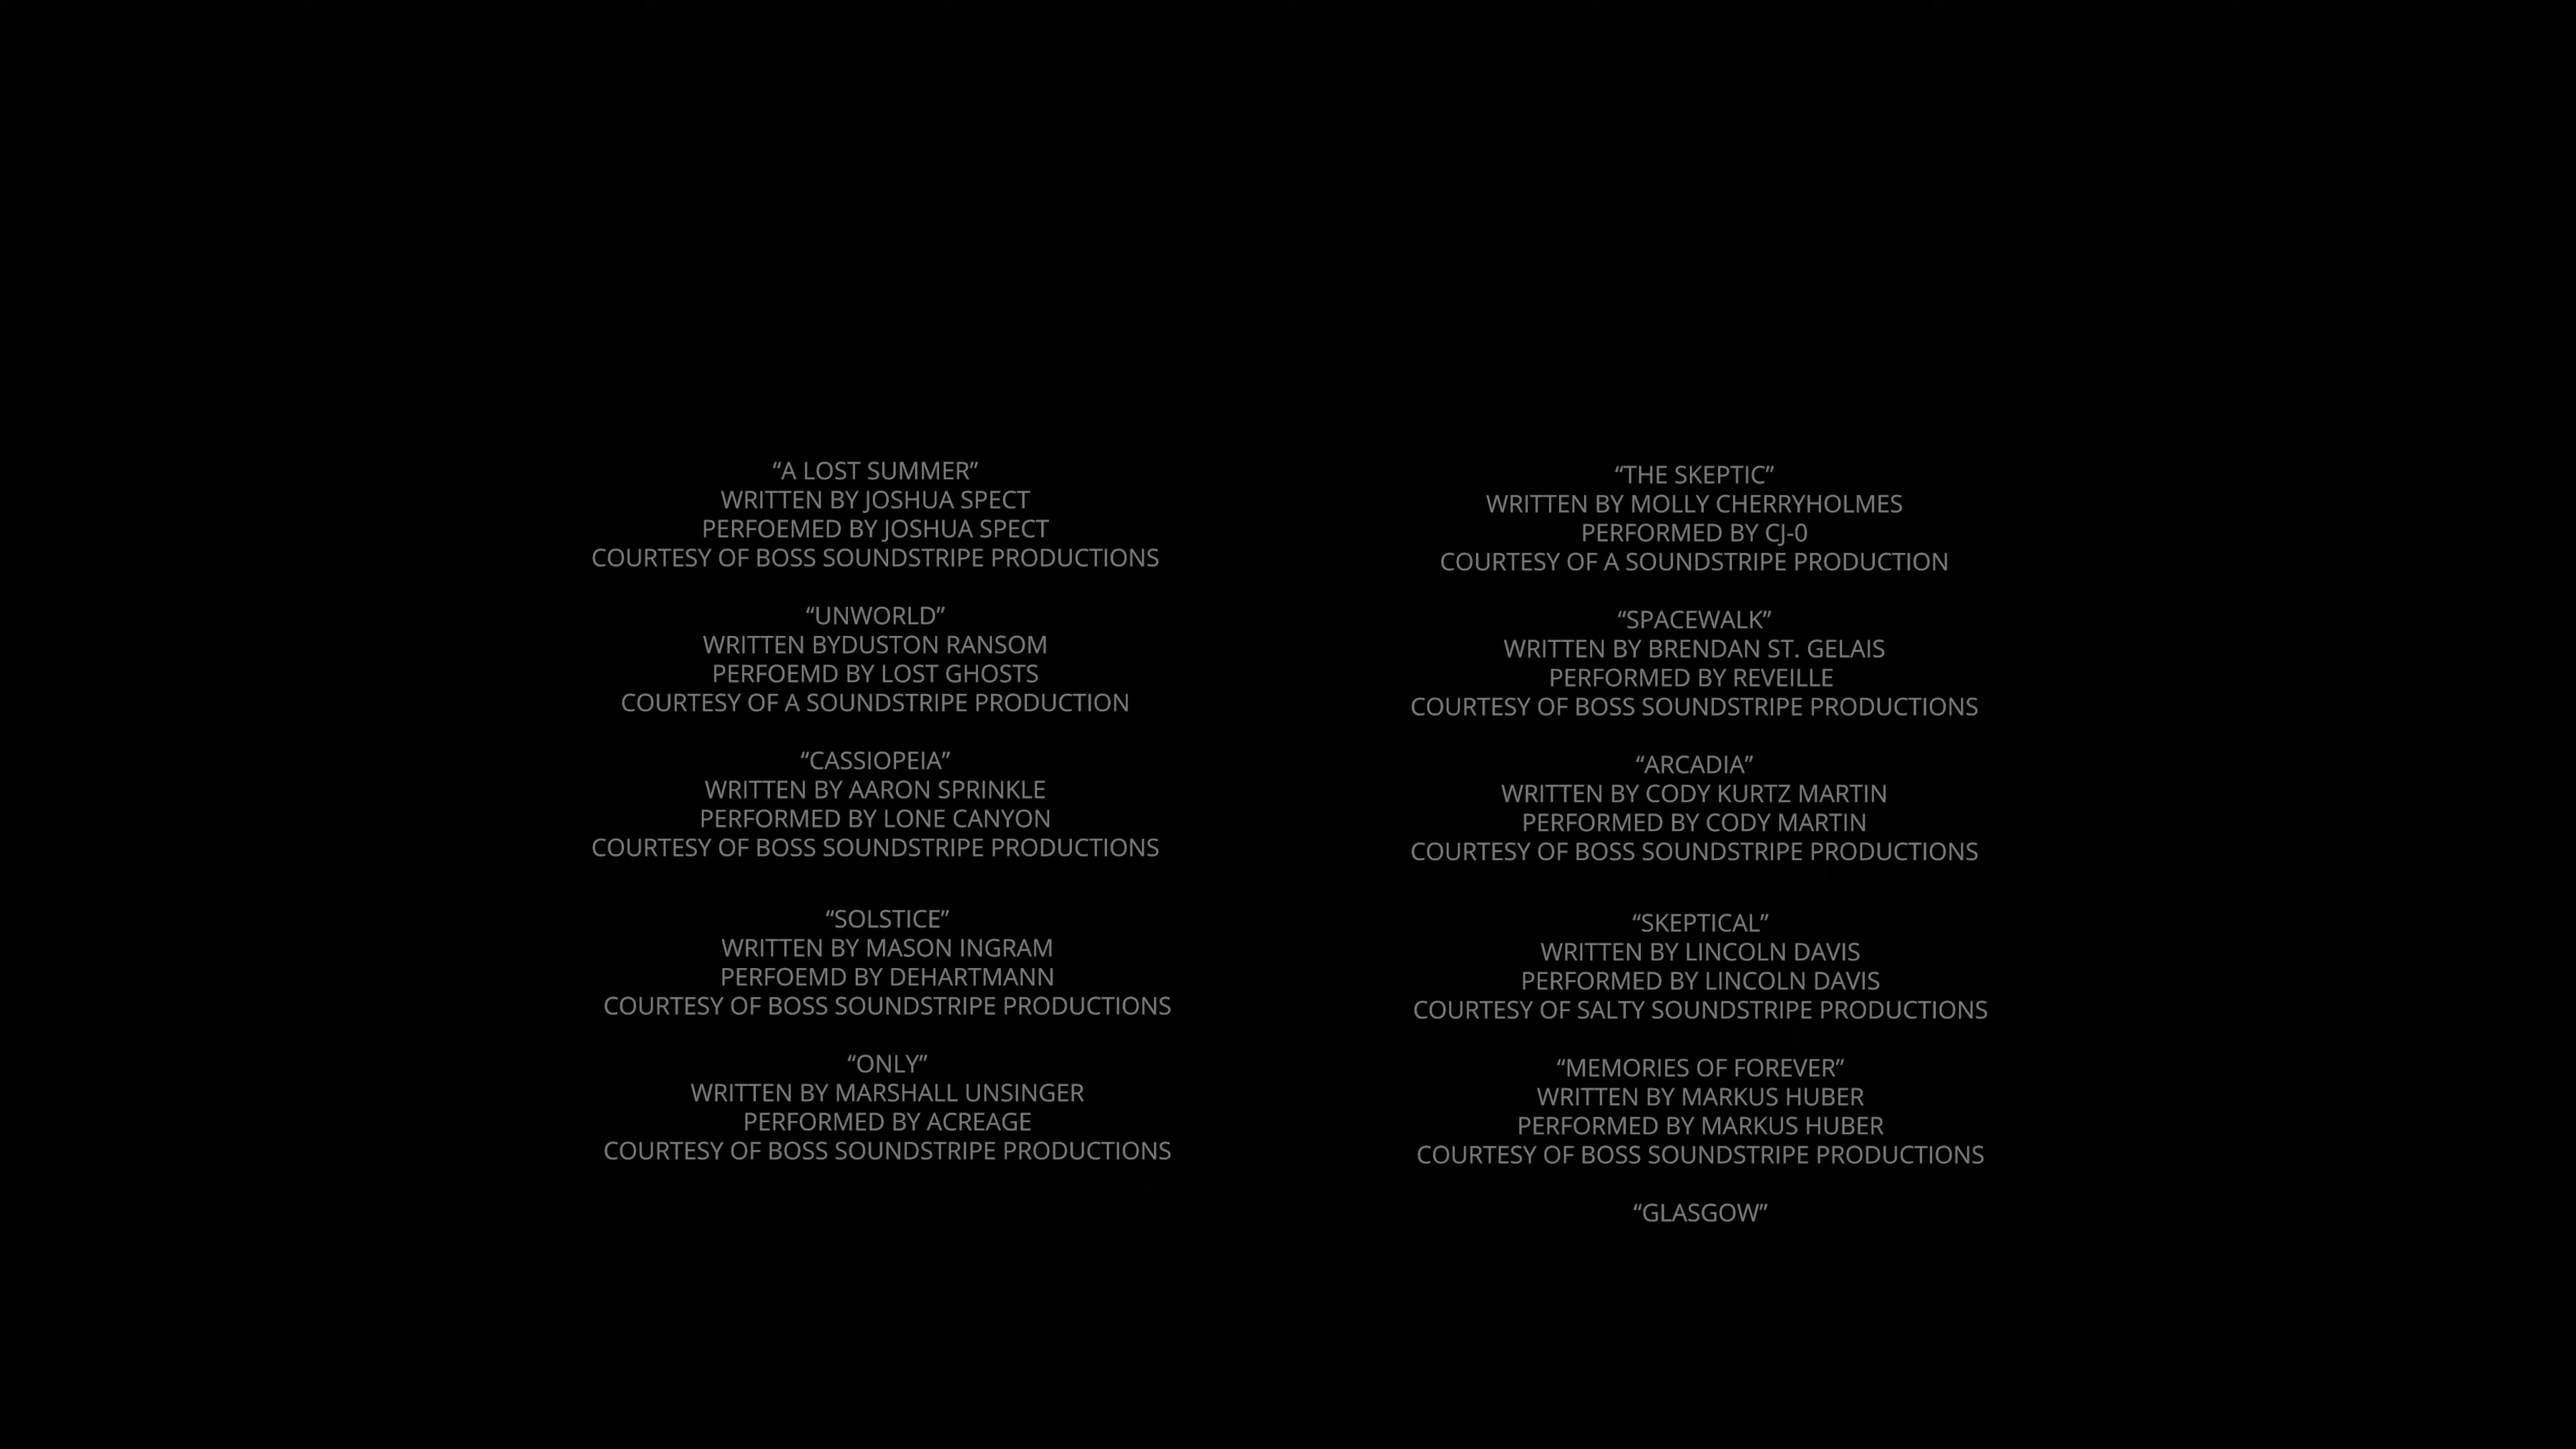 “A LOST SUMMER”
WRITTEN BY JOSHUA SPECT
PERFOEMED BY JOSHUA SPECT
COURTESY OF BOSS SOUNDSTRIPE PRODUCTIONS
“UNWORLD”
WRITTEN BYDUSTON RANSOM
PERFOEMD BY LOST GHOSTS
COURTESY OF A SOUNDSTRIPE PRODUCTION
“CASSIOPEIA”
WRITTEN BY AARON SPRINKLE
PERFORMED BY LONE CANYON
COURTESY OF BOSS SOUNDSTRIPE PRODUCTIONS
“SOLSTICE”
WRITTEN BY MASON INGRAM
PERFOEMD BY DEHARTMANN
COURTESY OF BOSS SOUNDSTRIPE PRODUCTIONS
“ONLY”
WRITTEN BY MARSHALL UNSINGER
PERFORMED BY ACREAGE
COURTESY OF BOSS SOUNDSTRIPE PRODUCTIONS
“THE SKEPTIC”
WRITTEN BY MOLLY CHERRYHOLMES
PERFORMED BY CJ-0
COURTESY OF A SOUNDSTRIPE PRODUCTION
“SPACEWALK”
WRITTEN BY BRENDAN ST. GELAIS
PERFORMED BY REVEILLE
COURTESY OF BOSS SOUNDSTRIPE PRODUCTIONS
“ARCADIA”
WRITTEN BY CODY KURTZ MARTIN
PERFORMED BY CODY MARTIN
COURTESY OF BOSS SOUNDSTRIPE PRODUCTIONS
“SKEPTICAL”
WRITTEN BY LINCOLN DAVIS
PERFORMED BY LINCOLN DAVIS
COURTESY OF SALTY SOUNDSTRIPE PRODUCTIONS
“MEMORIES OF FOREVER”
WRITTEN BY MARKUS HUBER
PERFORMED BY MARKUS HUBER
COURTESY OF BOSS SOUNDSTRIPE PRODUCTIONS
“GLASGOW”